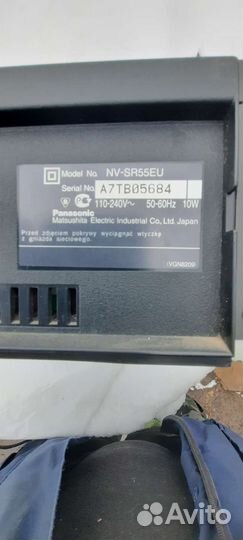 Model No. NV-SR55EU
Serial No. A7TB05684
110-240V~ 50-60Hz 10W
Panasonic
Matsushita Electric Industrial Co., Ltd. Japan
Przed zdjęciem pokrywy wyciągnąć wtyczkę
z gniazda sieciowego.
VGN8209
Avito